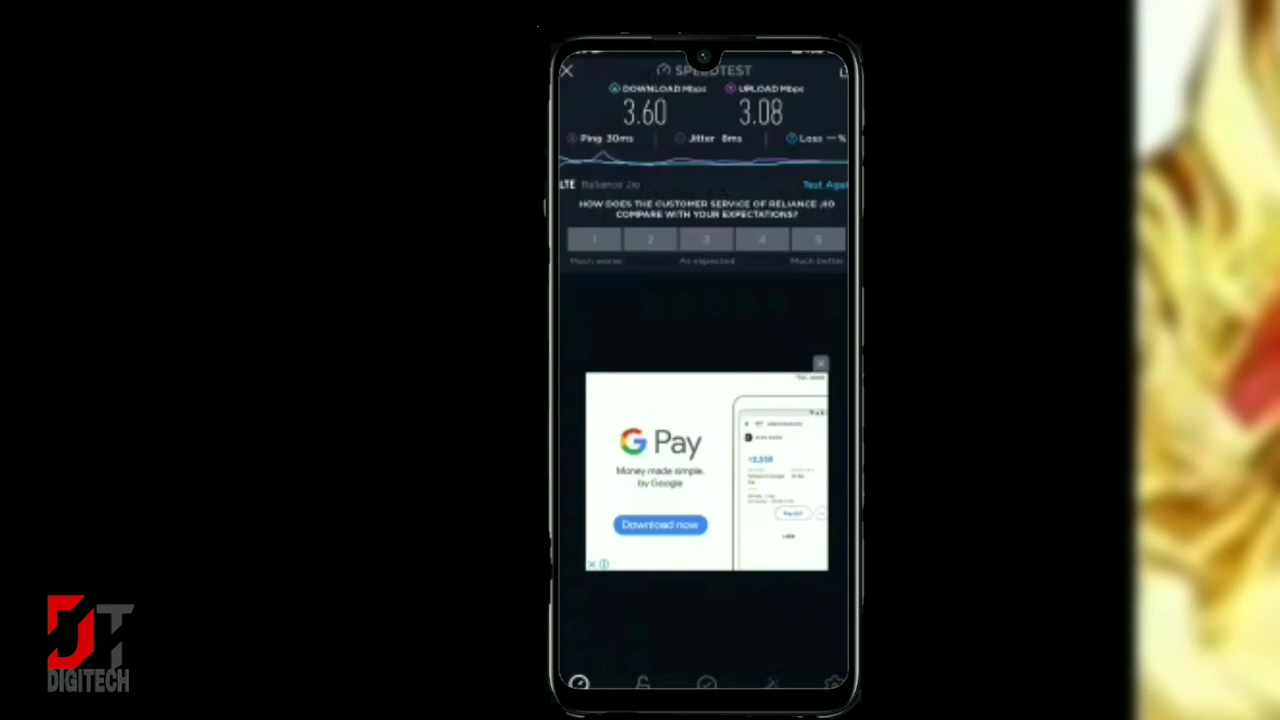 SPEEDTEST
DOWNLOAD Mbps
UPLOAD Mbps
3.60
3.08
Ping 30ms
Jitter 8ms
Loss — %
LTE Reliance Jio
Test Agai
HOW DOES THE CUSTOMER SERVICE OF RELIANCE JIO
COMPARE WITH YOUR EXPECTATIONS?
1 2 3 4 5
Much worse As expected Much better
G Pay
Money made simple,
by Google
Download now
DT
DIGITECH